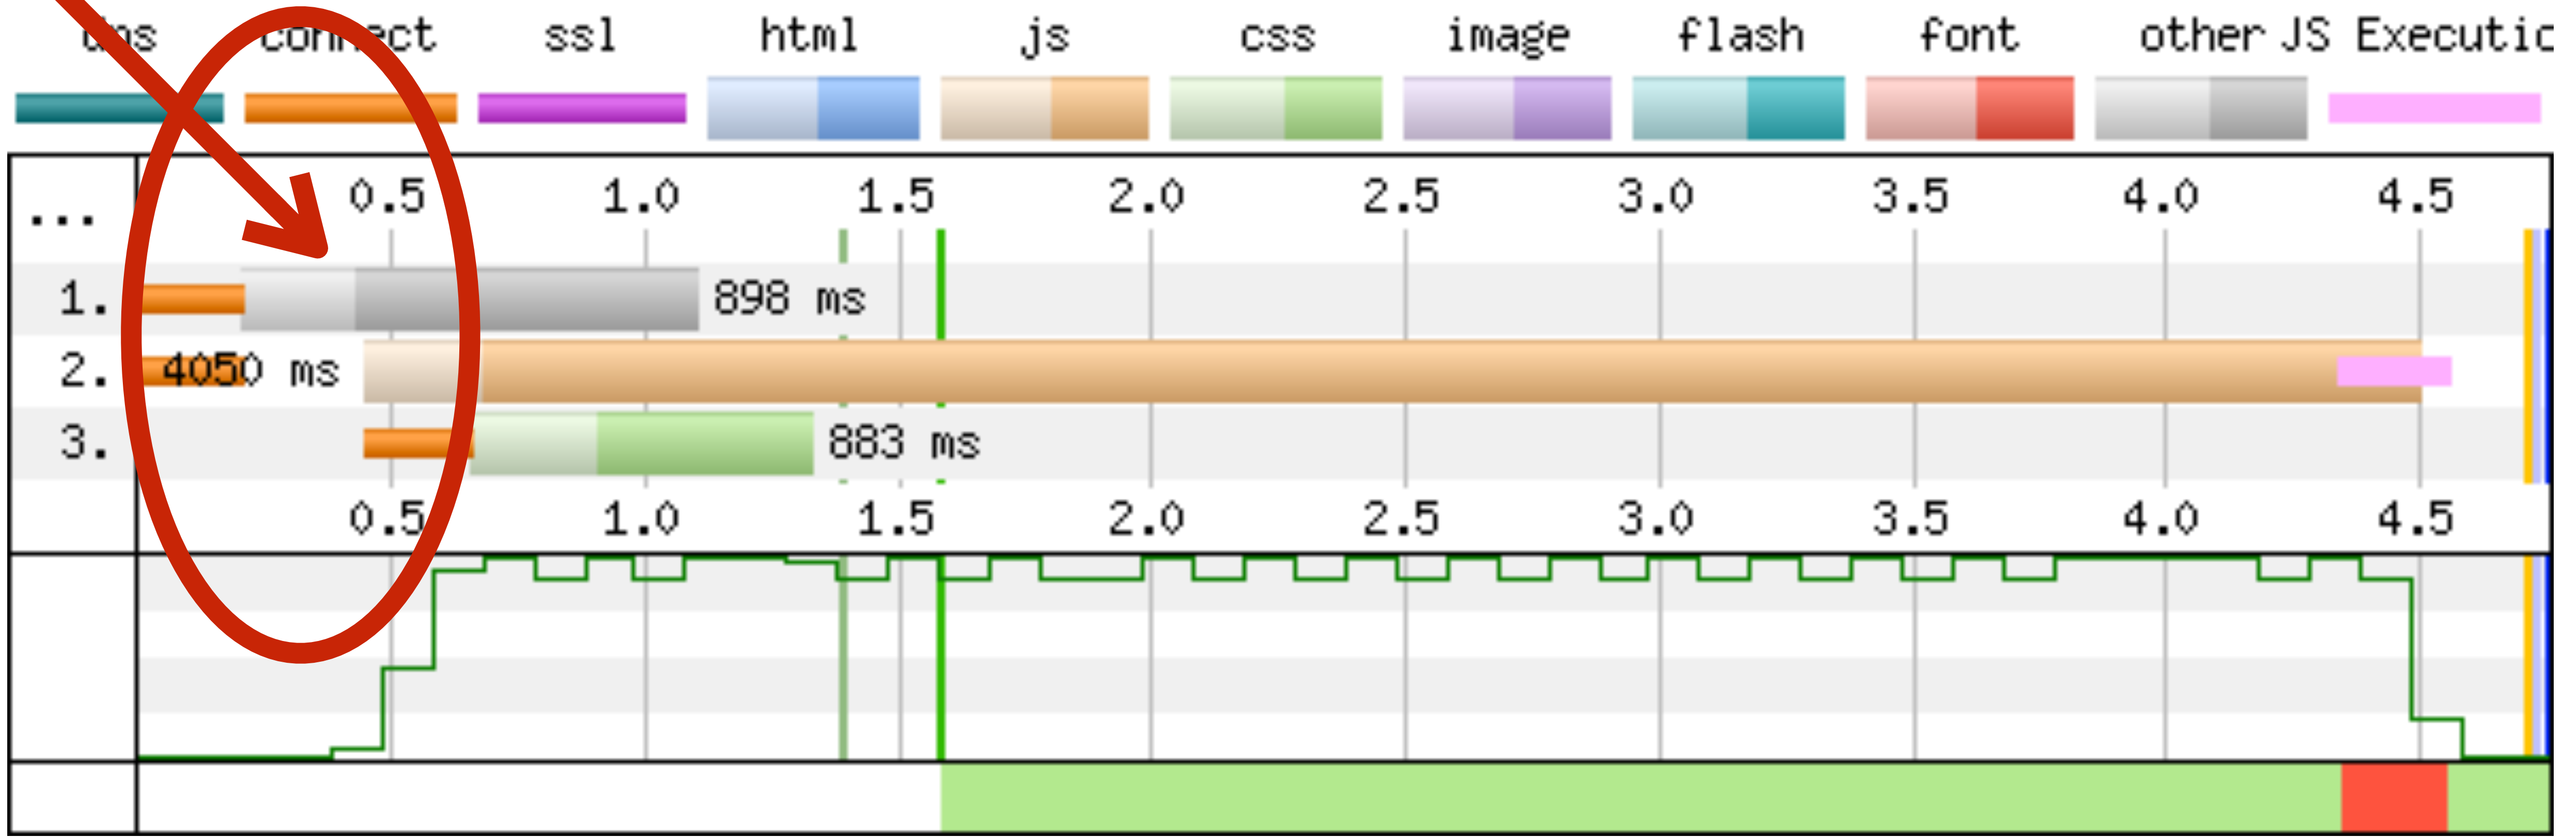 dns connect ssl html js css image flash font other JS Executio
... 0.5 1.0 1.5 2.0 2.5 3.0 3.5 4.0 4.5
1. 898 ms
2. 4050 ms
3. 883 ms
0.5 1.0 1.5 2.0 2.5 3.0 3.5 4.0 4.5